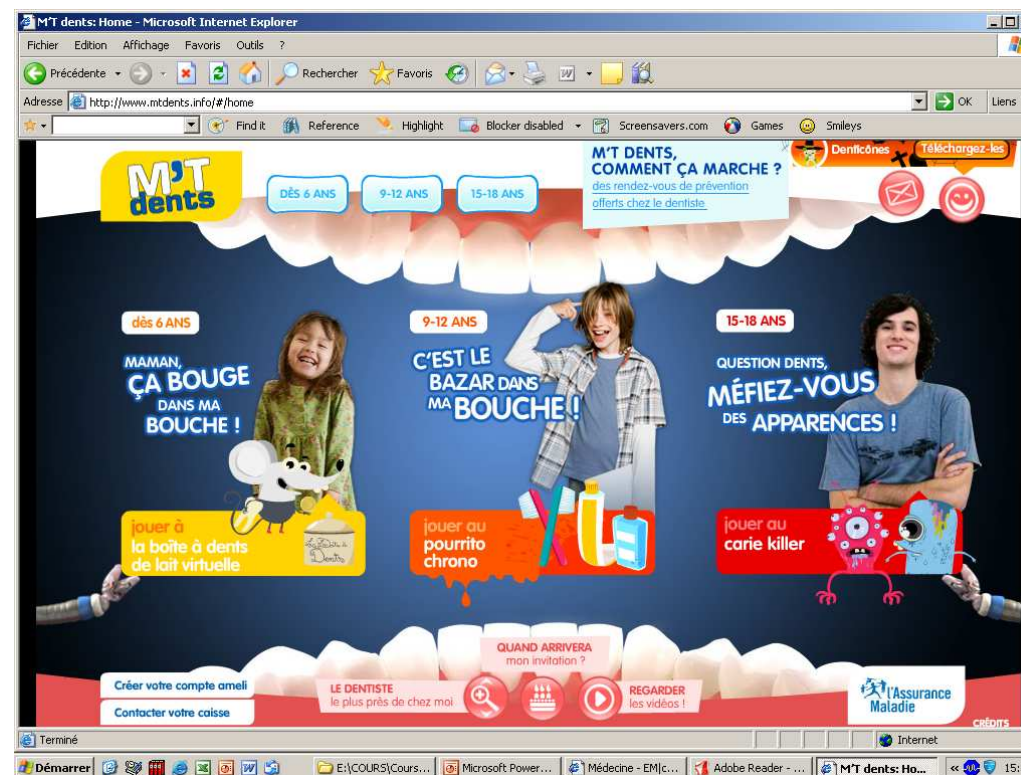 M'T dents: Home - Microsoft Internet Explorer
Fichier Edition Affichage Favoris Outils ?
Précédente Rechercher Favoris
Adresse http://www.mtdents.info/#/home OK Liens
Find it Reference Highlight Blocker disabled Screensavers.com Games Smileys
M'T dents
DÈS 6 ANS 9-12 ANS 15-18 ANS
M'T DENTS,
COMMENT ÇA MARCHE ?
des rendez-vous de prévention
offerts chez le dentiste
Denticônes Téléchargez-les
dès 6 ANS
MAMAN,
ÇA BOUGE
DANS MA
BOUCHE !
jouer à
la boîte à dents
de lait virtuelle
9-12 ANS
C'EST LE
BAZAR DANS
MA BOUCHE !
jouer au
pourrito
chrono
15-18 ANS
QUESTION DENTS,
MÉFIEZ-VOUS
DES APPARENCES !
jouer au
carie killer
QUAND ARRIVERA
mon invitation ?
Créer votre compte ameli
Contacter votre caisse
LE DENTISTE
le plus près de chez moi
REGARDER
les vidéos !
l'Assurance
Maladie
CRÉDITS
Terminé Internet
Démarrer E:\COURS\Cours... Microsoft Power... Médecine - EM|c... Adobe Reader - ... M'T dents: Ho... 15: